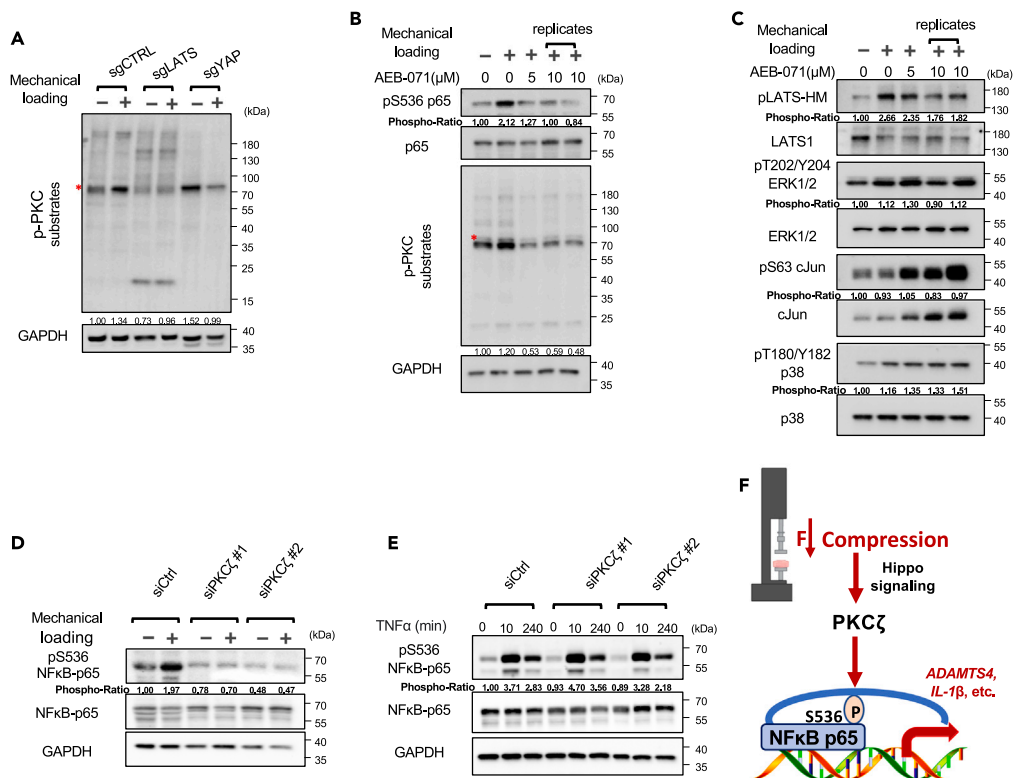 A
sgCTRL sgLATS sgYAP
Mechanical
loading
− + − + − +
(kDa)
180
130
100
70
55
40
35
25
15
*
p-PKC
substrates
1.00 1.34 0.73 0.96 1.52 0.99
GAPDH
40
35
B
Mechanical
loading
replicates
− + + + +
AEB-071(μM) 0 0 5 10 10 (kDa)
pS536 p65
70
55
Phospho-Ratio 1.00 2.12 1.27 1.00 0.84
p65
70
55
*
p-PKC
substrates
180
130
100
70
55
40
35
25
1.00 1.20 0.53 0.59 0.48
GAPDH
40
35
C
Mechanical
loading
replicates
− + + + +
AEB-071(μM) 0 0 5 10 10 (kDa)
pLATS-HM
180
130
Phospho-Ratio 1.00 2.66 2.35 1.76 1.82
LATS1
180
130
pT202/Y204
ERK1/2
55
40
Phospho-Ratio 1.00 1.12 1.30 0.90 1.12
ERK1/2
55
40
pS63 cJun
55
40
Phospho-Ratio 1.00 0.93 1.05 0.83 0.97
cJun
55
40
pT180/Y182
p38
55
40
Phospho-Ratio 1.00 1.16 1.35 1.33 1.51
p38
55
40
D
siCtrl siPKCζ #1 siPKCζ #2
Mechanical
loading
− + − + − +
(kDa)
pS536
NFκB-p65
70
55
Phospho-Ratio 1.00 1.97 0.78 0.70 0.48 0.47
NFκB-p65
70
55
GAPDH
40
35
E
siCtrl siPKCζ #1 siPKCζ #2
TNFα (min) 0 10 240 0 10 240 0 10 240 (kDa)
pS536
NFκB-p65
70
55
Phospho-Ratio 1.00 3.71 2.83 0.93 4.70 3.56 0.89 3.28 2.18
NFκB-p65
70
55
GAPDH
40
35
F
F Compression
Hippo
signaling
PKCζ
ADAMTS4,
IL-1β, etc.
S536 P
NFκB p65